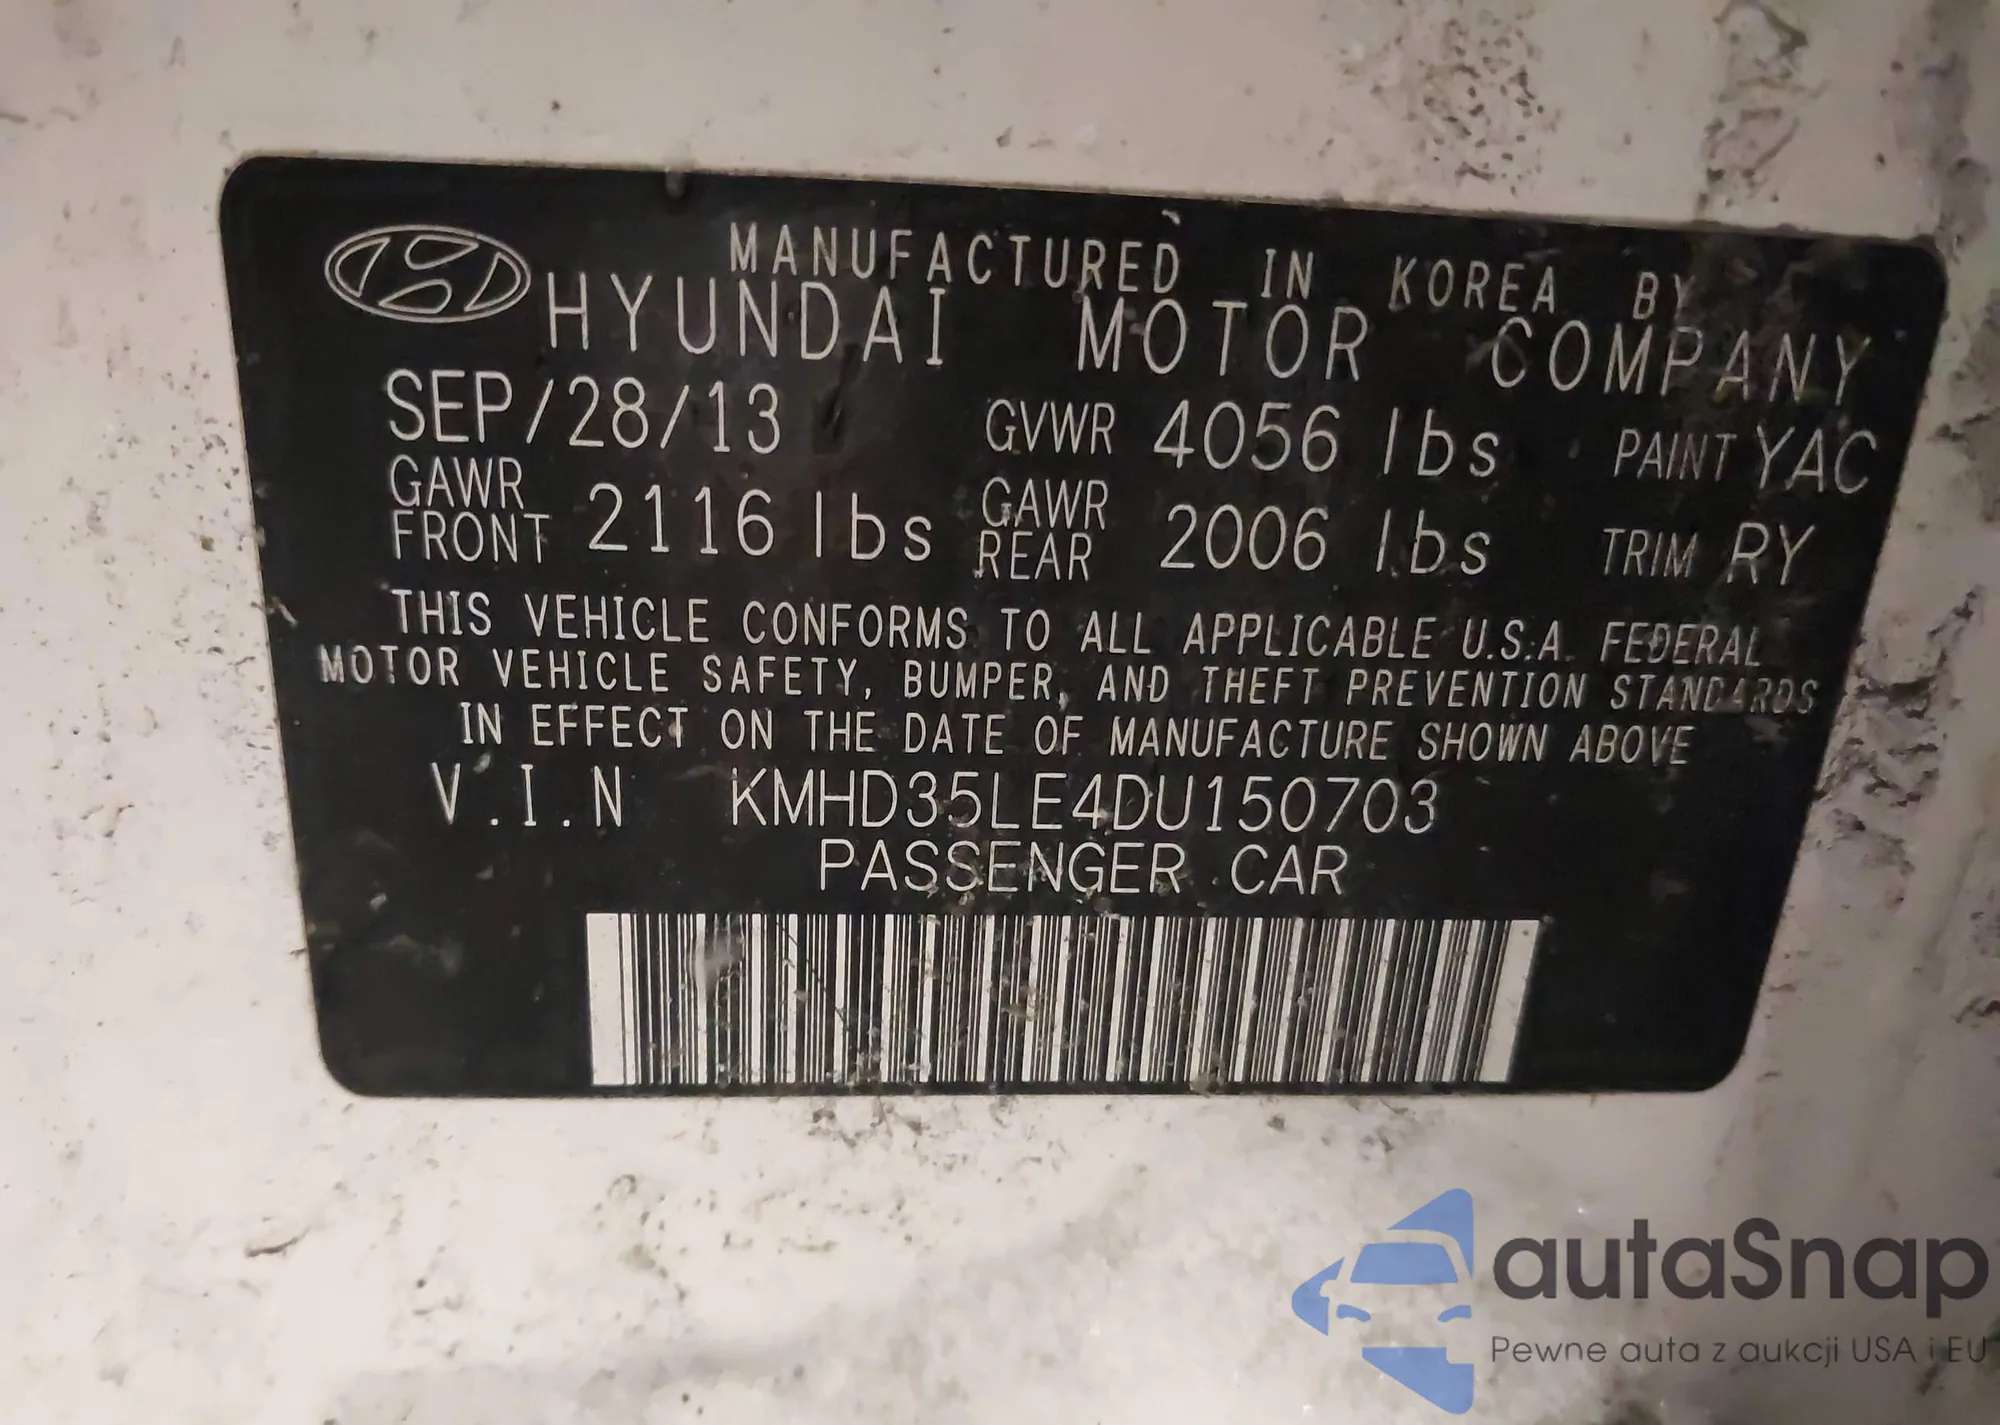 MANUFACTURED IN KOREA BY
HYUNDAI MOTOR COMPANY
SEP/28/13 GVWR 4056 lbs PAINT YAC
GAWR FRONT 2116 lbs GAWR REAR 2006 lbs TRIM RY
THIS VEHICLE CONFORMS TO ALL APPLICABLE U.S.A. FEDERAL
MOTOR VEHICLE SAFETY, BUMPER, AND THEFT PREVENTION STANDARDS
IN EFFECT ON THE DATE OF MANUFACTURE SHOWN ABOVE
V.I.N KMHD35LE4DU150703
PASSENGER CAR
autaSnap
Pewne auta z aukcji USA i EU